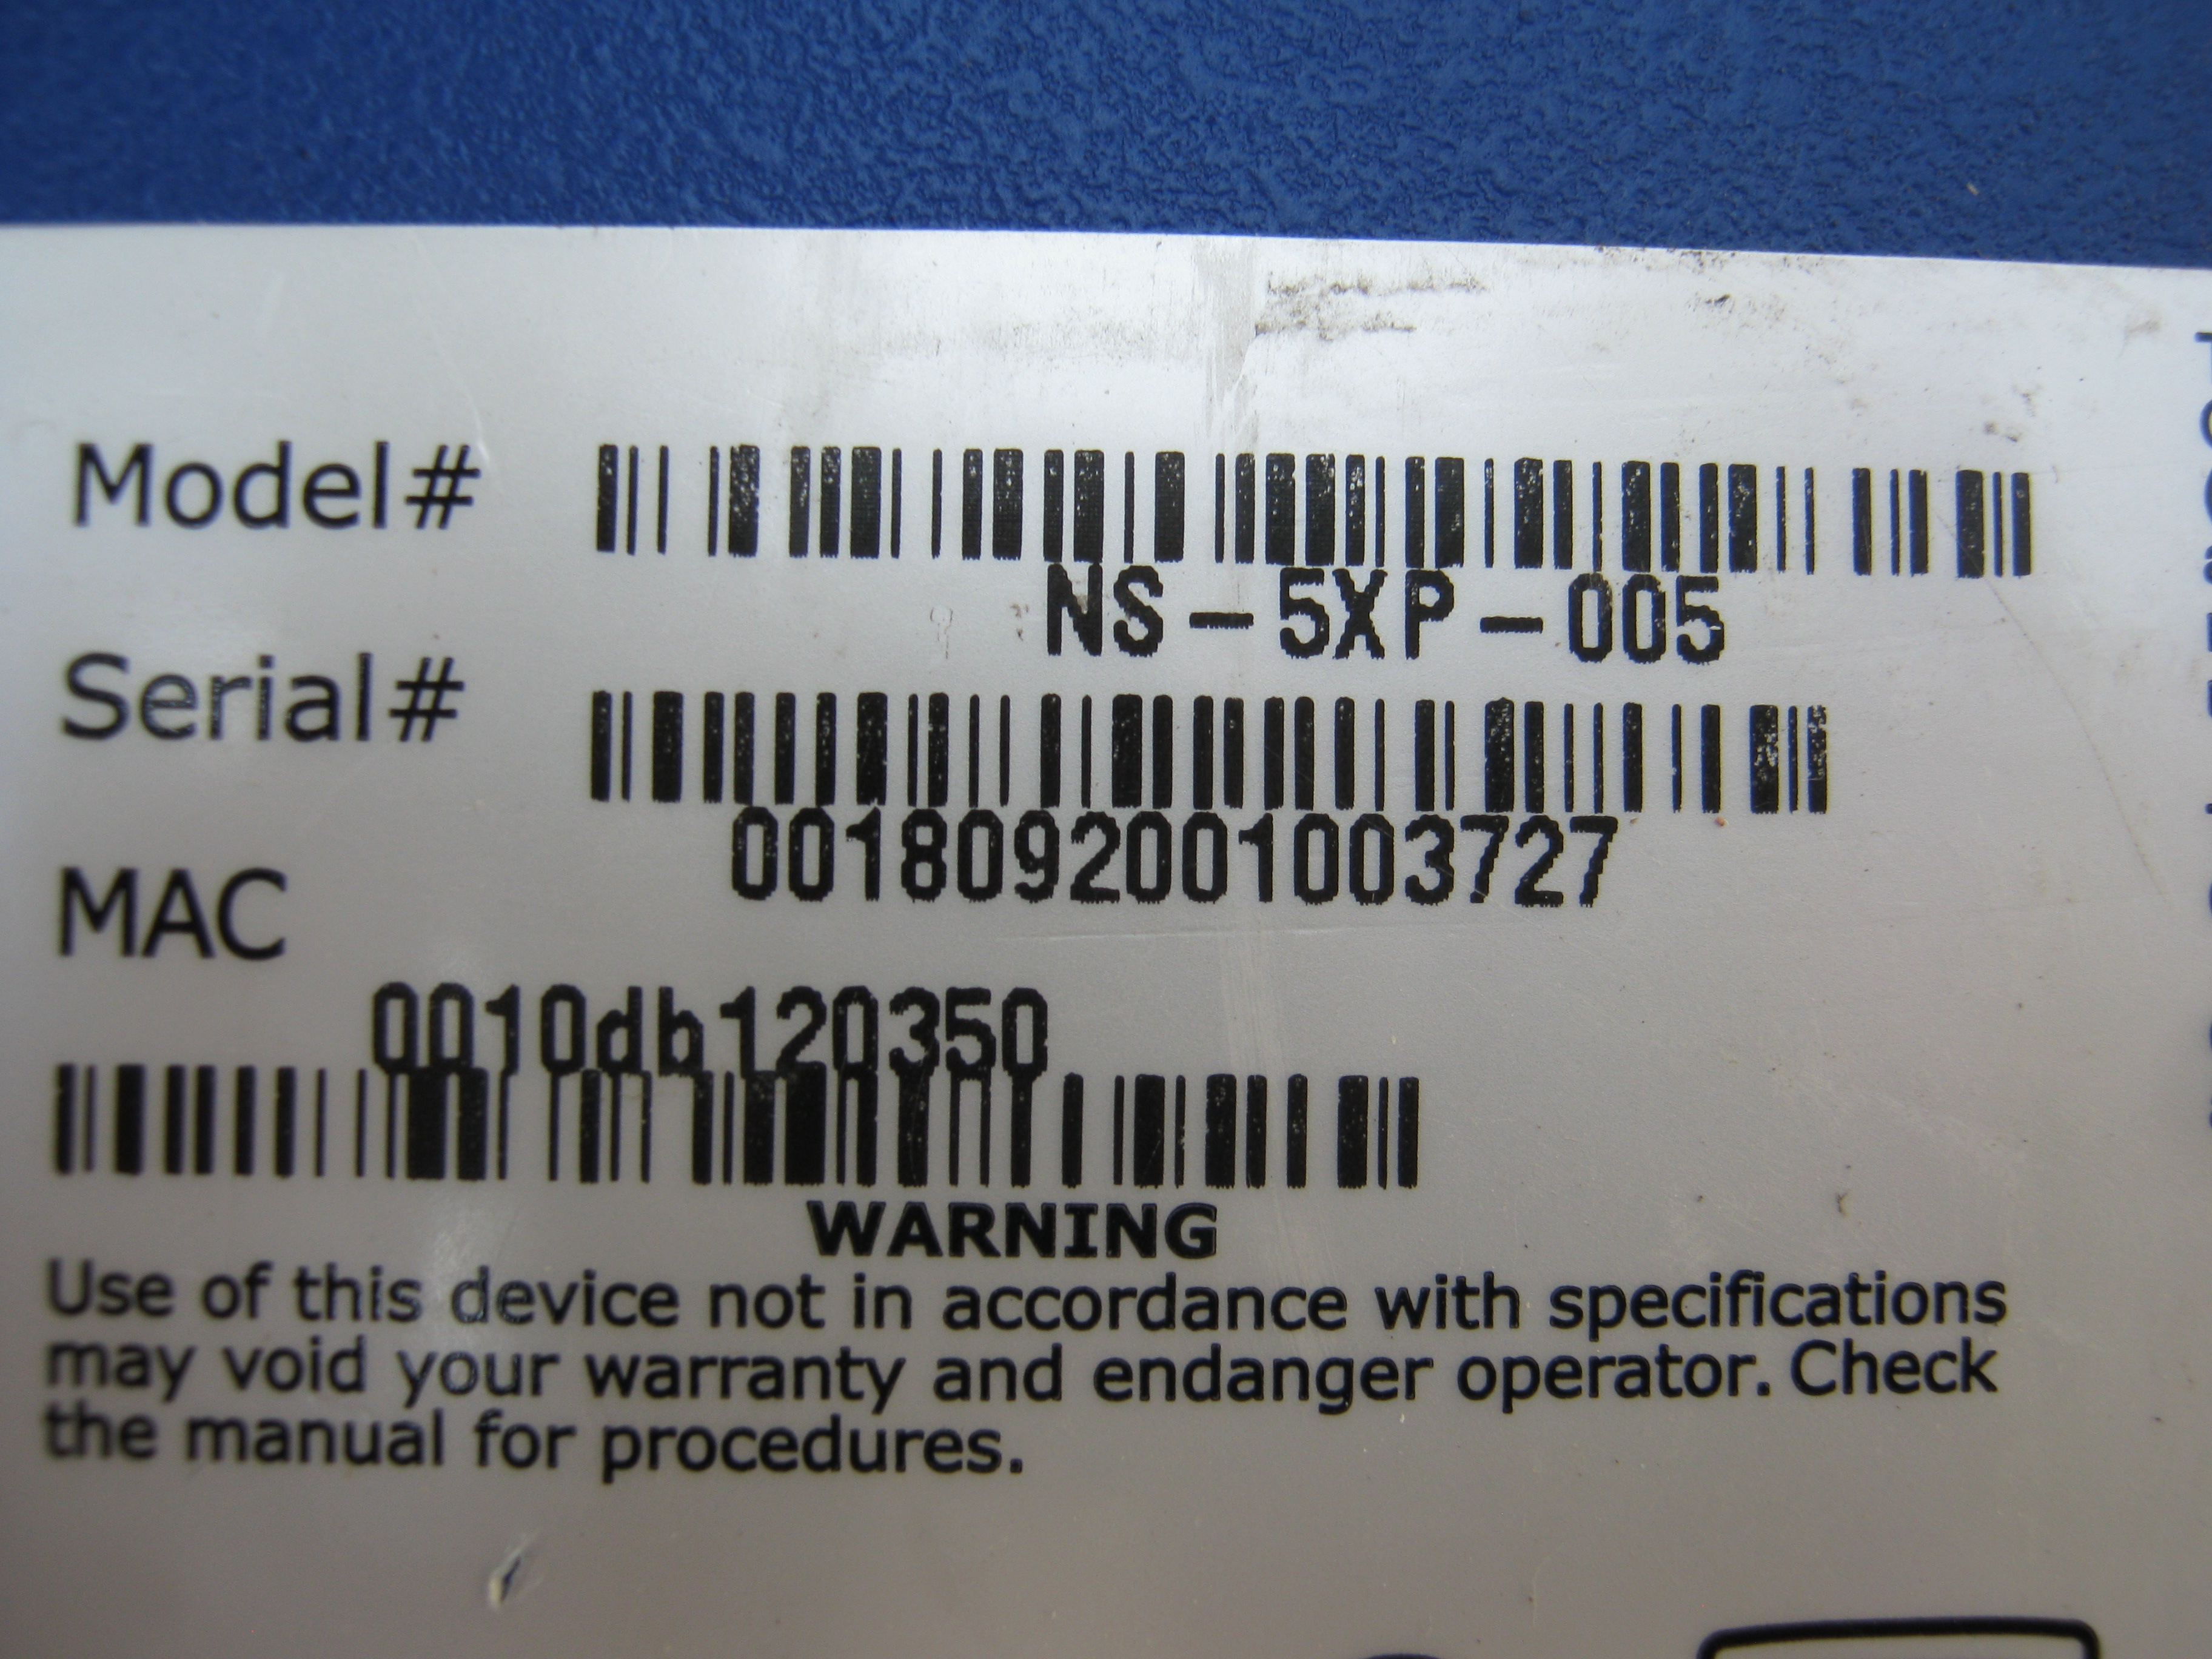 Model#
NS-5XP-005
Serial#
0018092001003727
MAC
0010db120350
WARNING
Use of this device not in accordance with specifications
may void your warranty and endanger operator. Check
the manual for procedures.